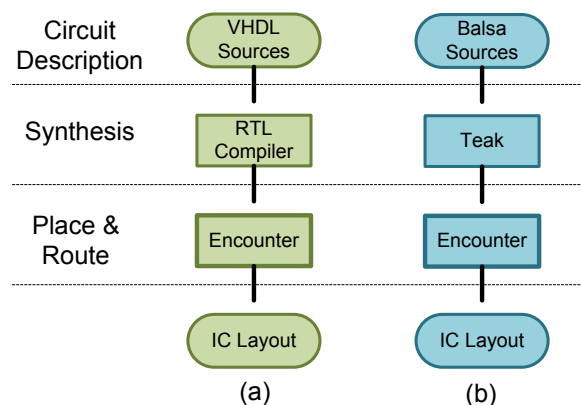 Circuit
Description
VHDL
Sources
Balsa
Sources
Synthesis
RTL
Compiler
Teak
Place &
Route
Encounter
Encounter
IC Layout
IC Layout
(a)
(b)